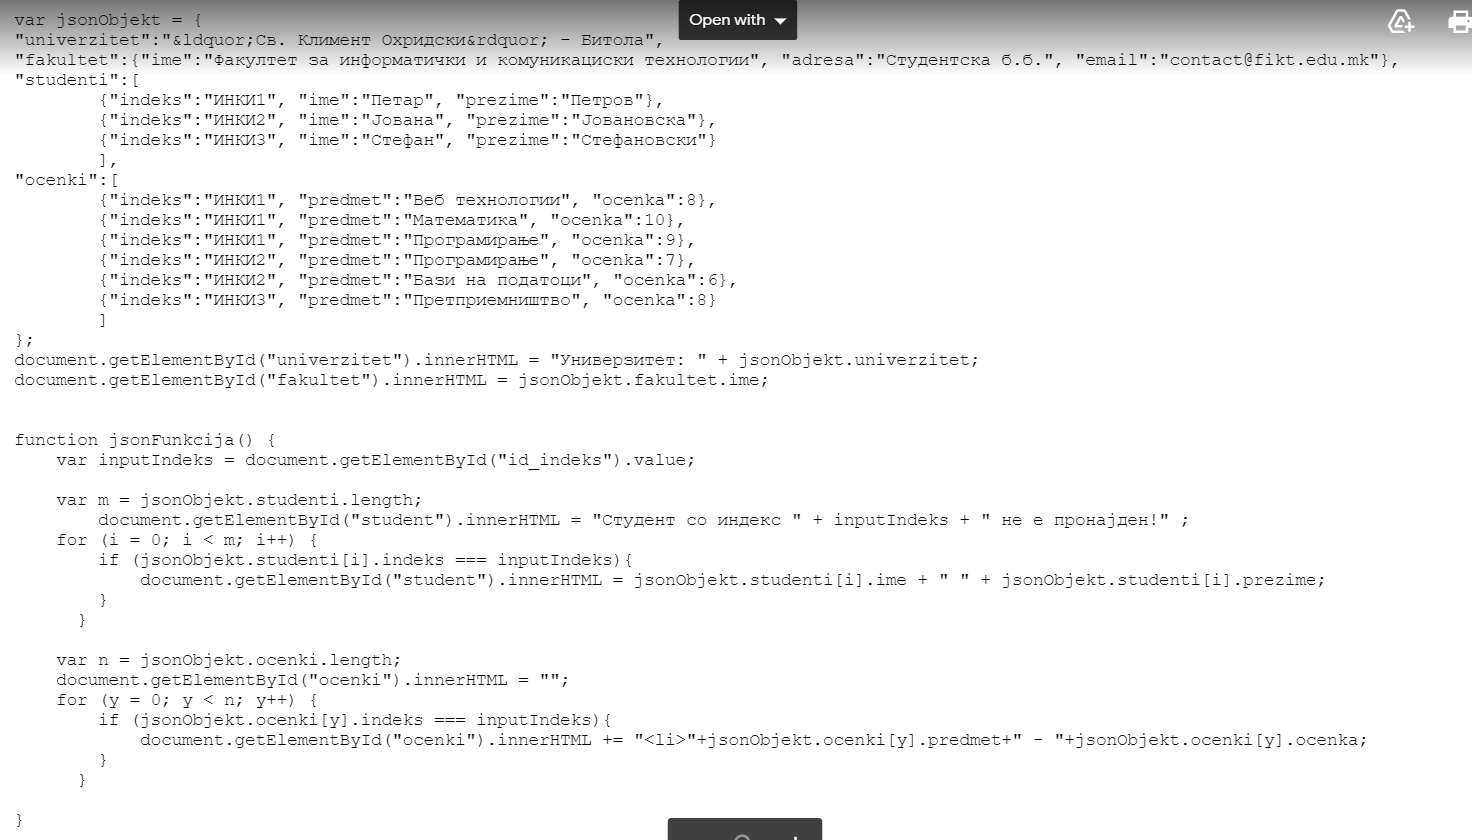 var jsonObjekt = {
Open with
"univerzitet":"&ldquor;Св. Климент Охридски&rdquor; - Битола",
"fakultet":{"ime":"Факултет за информатички и комуникациски технологии", "adresa":"Студентска б.б.", "email":"contact@fikt.edu.mk"},
"studenti":[
{"indeks":"ИНКИ1", "ime":"Петар", "prezime":"Петров"},
{"indeks":"ИНКИ2", "ime":"Јована", "prezime":"Јовановска"},
{"indeks":"ИНКИ3", "ime":"Стефан", "prezime":"Стефановски"}
],
"ocenki":[
{"indeks":"ИНКИ1", "predmet":"Веб технологии", "ocenka":8},
{"indeks":"ИНКИ1", "predmet":"Математика", "ocenka":10},
{"indeks":"ИНКИ1", "predmet":"Програмирање", "ocenka":9},
{"indeks":"ИНКИ2", "predmet":"Програмирање", "ocenka":7},
{"indeks":"ИНКИ2", "predmet":"Бази на податоци", "ocenka":6},
{"indeks":"ИНКИ3", "predmet":"Претприемништво", "ocenka":8}
]
};
document.getElementById("univerzitet").innerHTML = "Универзитет: " + jsonObjekt.univerzitet;
document.getElementById("fakultet").innerHTML = jsonObjekt.fakultet.ime;
function jsonFunkcija() {
var inputIndeks = document.getElementById("id_indeks").value;
var m = jsonObjekt.studenti.length;
document.getElementById("student").innerHTML = "Студент со индекс " + inputIndeks + " не е пронајден!" ;
for (i = 0; i < m; i++) {
if (jsonObjekt.studenti[i].indeks === inputIndeks){
document.getElementById("student").innerHTML = jsonObjekt.studenti[i].ime + " " + jsonObjekt.studenti[i].prezime;
}
}
var n = jsonObjekt.ocenki.length;
document.getElementById("ocenki").innerHTML = "";
for (y = 0; y < n; y++) {
if (jsonObjekt.ocenki[y].indeks === inputIndeks){
document.getElementById("ocenki").innerHTML += "<li>"+jsonObjekt.ocenki[y].predmet+" - "+jsonObjekt.ocenki[y].ocenka;
}
}
}